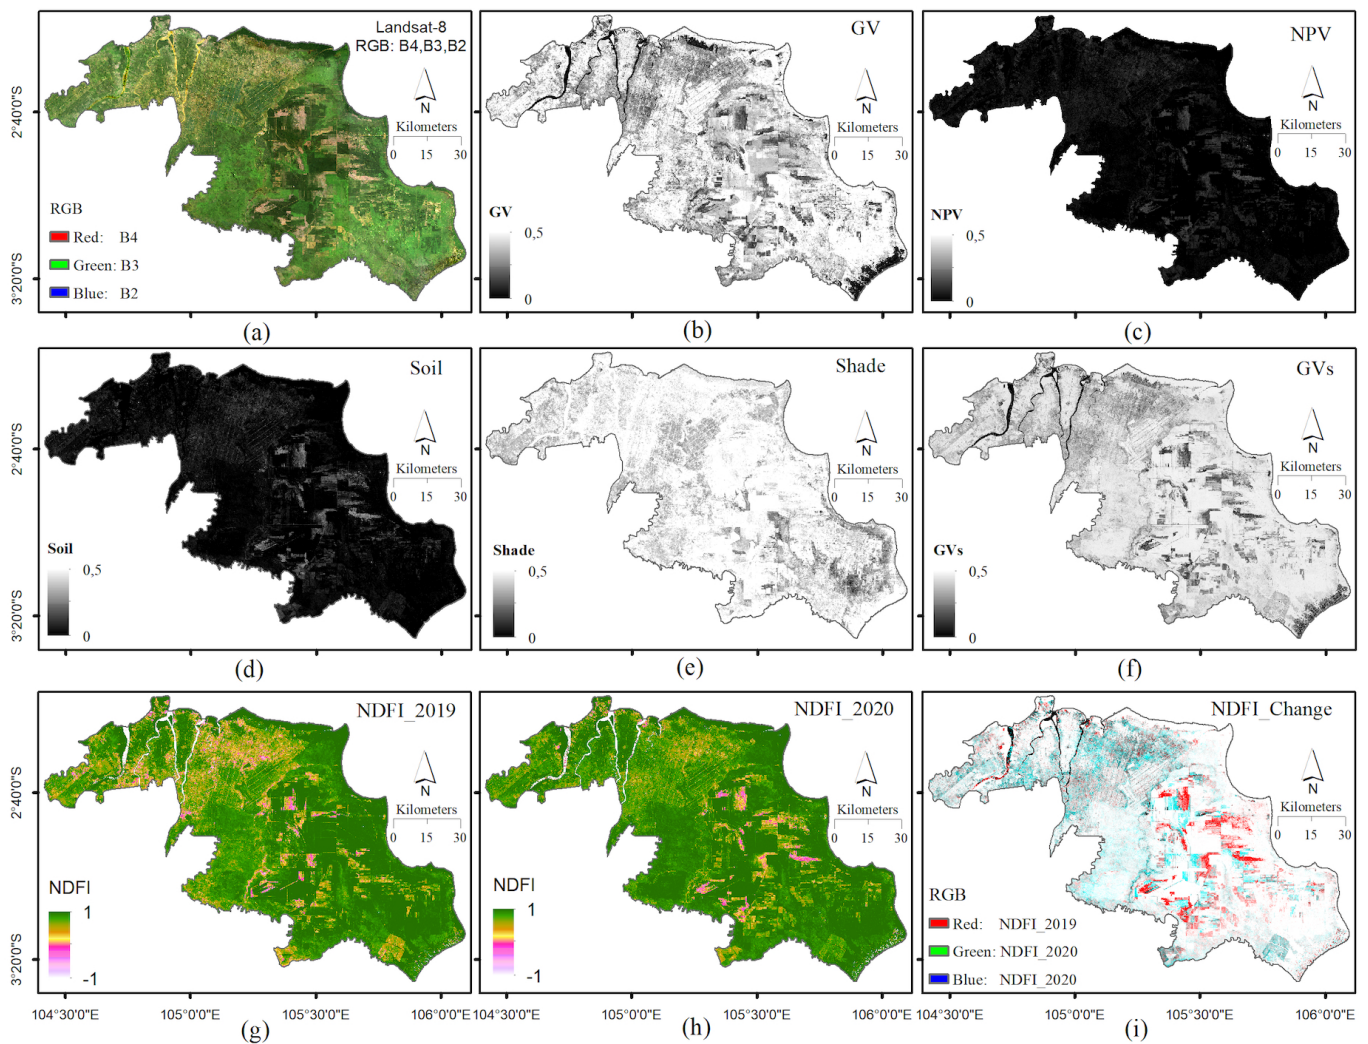 Landsat-8
RGB: B4,B3,B2
N
Kilometers
0 15 30
2°40'0"S
3°20'0"S
RGB
Red: B4
Green: B3
Blue: B2
(a)
GV
N
Kilometers
0 15 30
GV
0,5
0
(b)
NPV
N
Kilometers
0 15 30
NPV
0,5
0
(c)
Soil
N
Kilometers
0 15 30
2°40'0"S
3°20'0"S
Soil
0,5
0
(d)
Shade
N
Kilometers
0 15 30
Shade
0,5
0
(e)
GVs
N
Kilometers
0 15 30
GVs
0,5
0
(f)
NDFI_2019
N
Kilometers
0 15 30
2°40'0"S
3°20'0"S
NDFI
1
-1
104°30'0"E 105°0'0"E 105°30'0"E 106°0'0"E
(g)
NDFI_2020
N
Kilometers
0 15 30
NDFI
1
-1
104°30'0"E 105°0'0"E 105°30'0"E 106°0'0"E
(h)
NDFI_Change
N
Kilometers
0 15 30
RGB
Red: NDFI_2019
Green: NDFI_2020
Blue: NDFI_2020
104°30'0"E 105°0'0"E 105°30'0"E 106°0'0"E
(i)